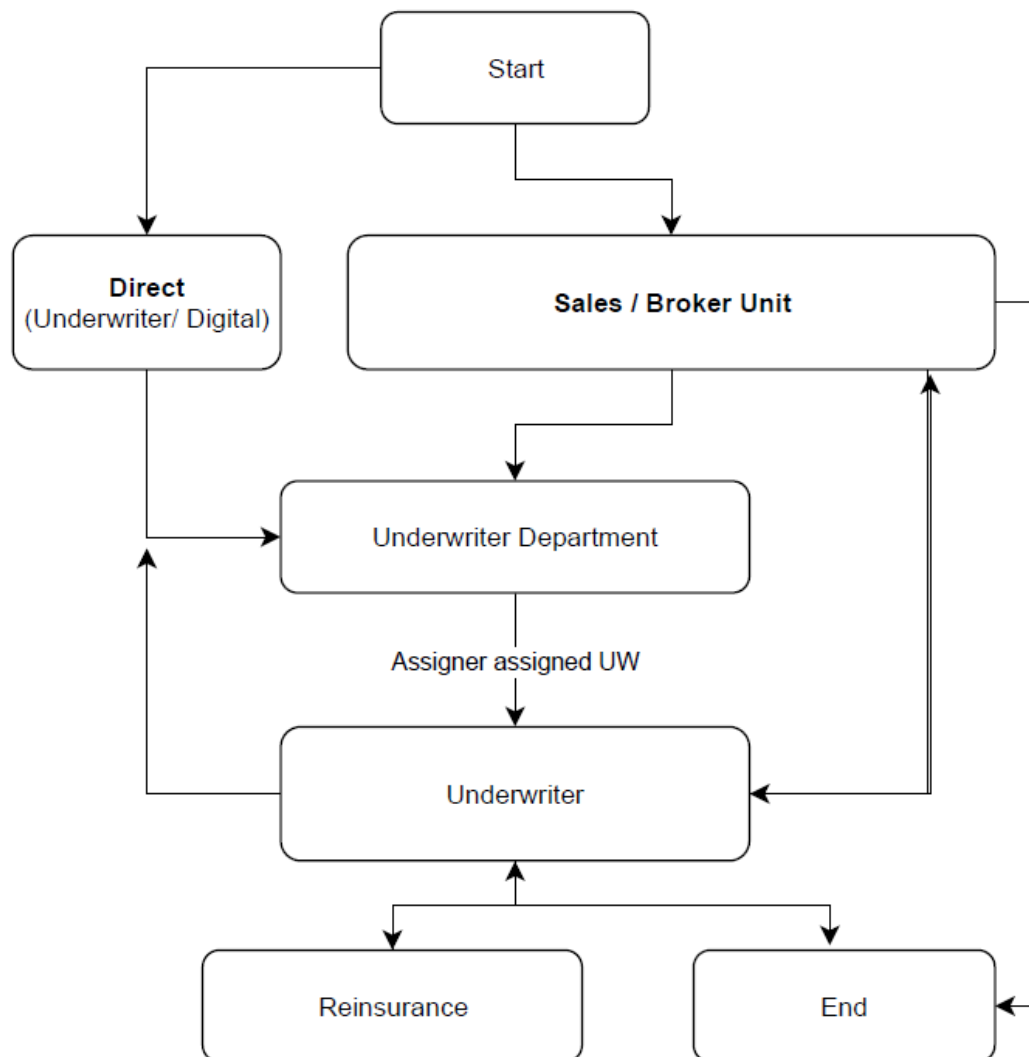 Start
Direct
(Underwriter/ Digital)
Sales / Broker Unit
Underwriter Department
Assigner assigned UW
Underwriter
Reinsurance
End